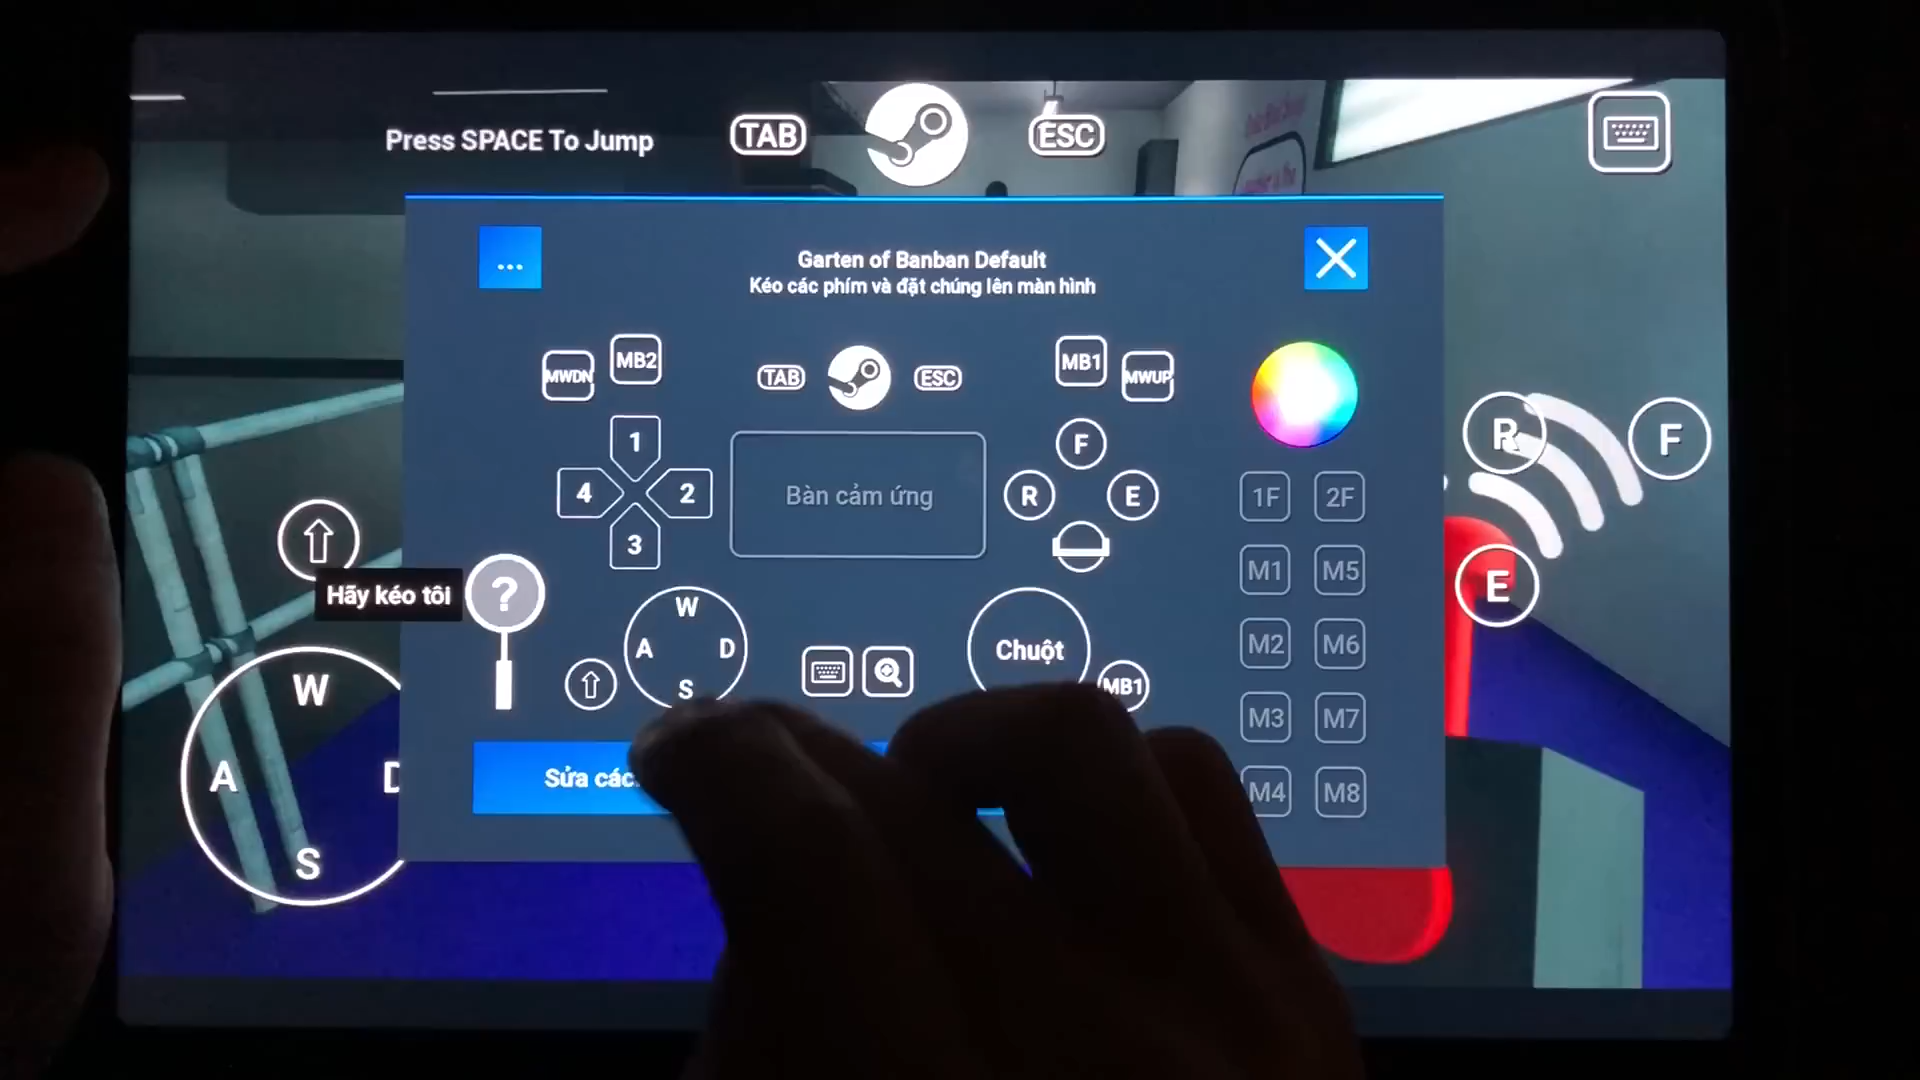 Press SPACE To Jump
TAB
ESC
...
Garten of Banban Default
Kéo các phím và đặt chúng lên màn hình
MWDN
MB2
TAB
ESC
MB1
MWUP
1
4
2
3
Bàn cảm ứng
F
R
E
1F
2F
M1
M5
M2
M6
M3
M7
M4
M8
R
F
E
Hãy kéo tôi
?
W
A
D
S
Chuột
MB1
W
A
D
S
Sửa các